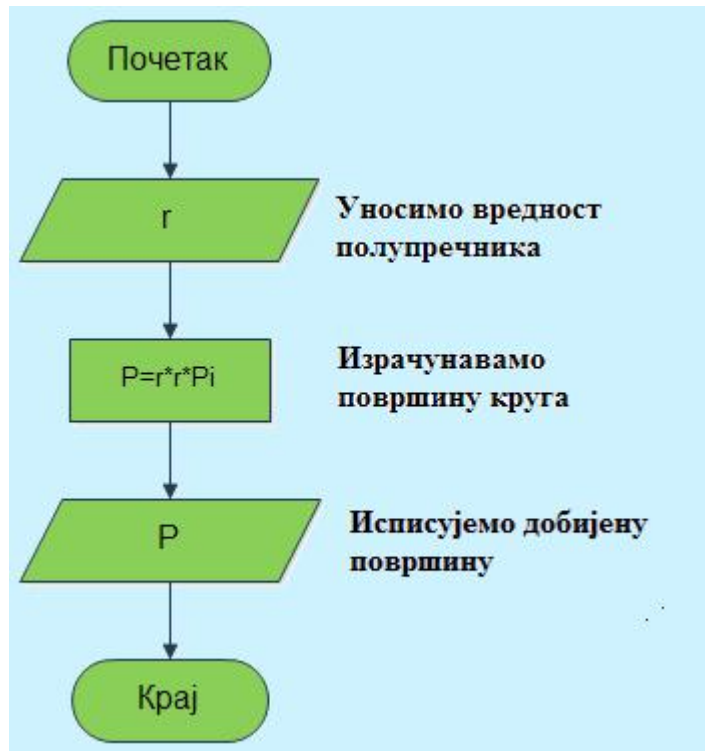 Почетак
r
Уносимо вредност
полупречника
P=r*r*Pi
Израчунавамо
површину круга
P
Исписујемо добијену
површину
Крај